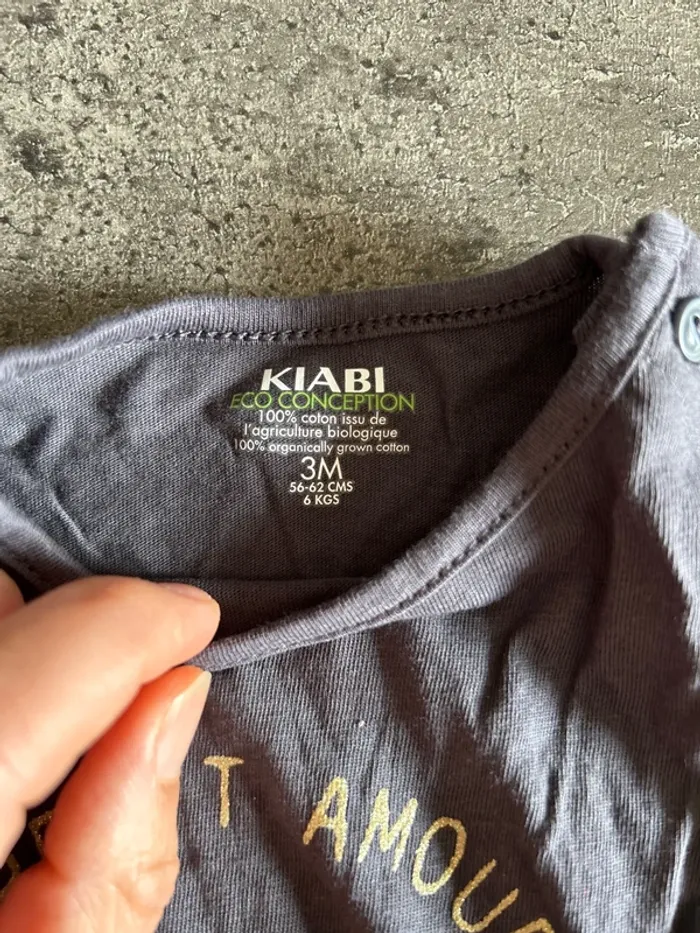 KIABI
ECO CONCEPTION
100% coton issu de
l'agriculture biologique
100% organically grown cotton
3M
56-62 CMS
6 KGS
T AMOU